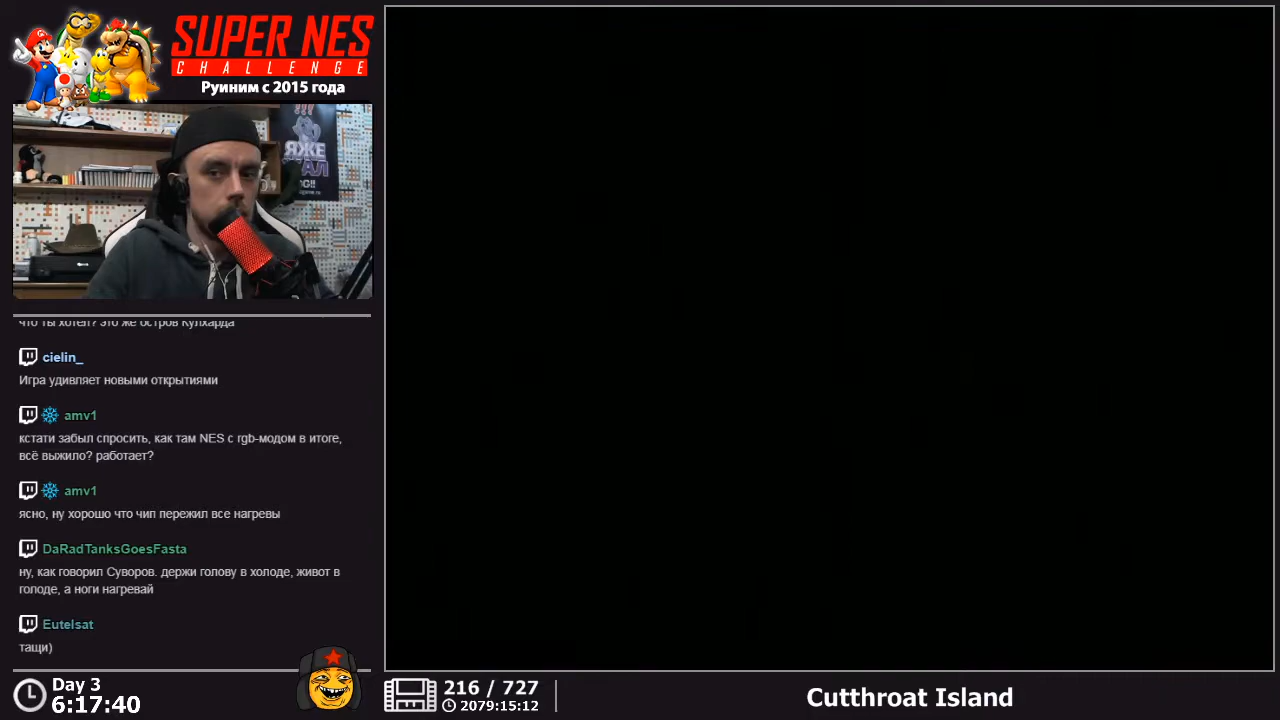 SUPER NES
CHALLENGE
Руиним с 2015 года
ЯЖЕ
что ты хотел? это же остров Кулхарда
cielin_
Игра удивляет новыми открытиями
amv1
кстати забыл спросить, как там NES с rgb-модом в итоге,
всё выжило? работает?
amv1
ясно, ну хорошо что чип пережил все нагревы
DaRadTanksGoesFasta
ну, как говорил Суворов. держи голову в холоде, живот в
голоде, а ноги нагревай
Eutelsat
тащи)
Day 3
6:17:40
216 / 727
2079:15:12
Cutthroat Island